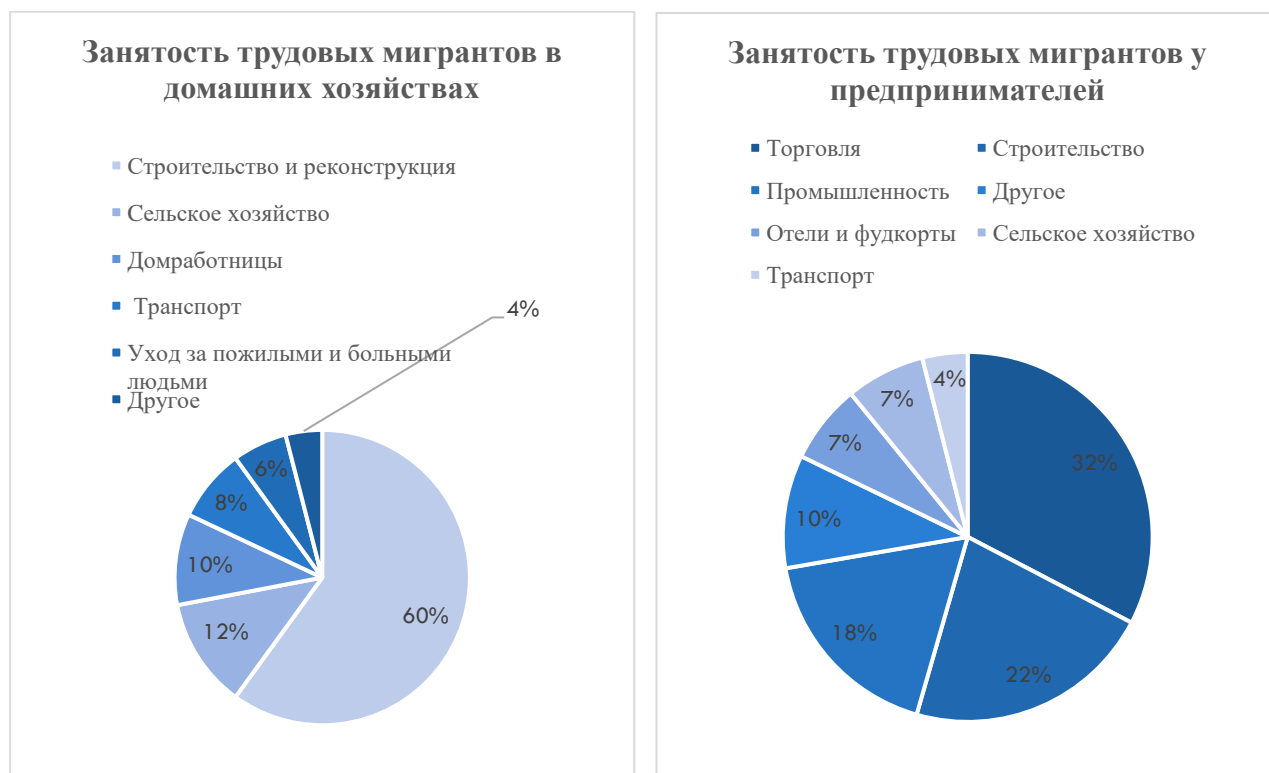 Занятость трудовых мигрантов в
домашних хозяйствах
Строительство и реконструкция
Сельское хозяйство
Домработницы
Транспорт
Уход за пожилыми и больными
людьми
Другое
4%
6%
8%
10%
12%
60%
Занятость трудовых мигрантов у
предпринимателей
Торговля
Строительство
Промышленность
Другое
Отели и фудкорты
Сельское хозяйство
Транспорт
4%
7%
7%
10%
18%
22%
32%